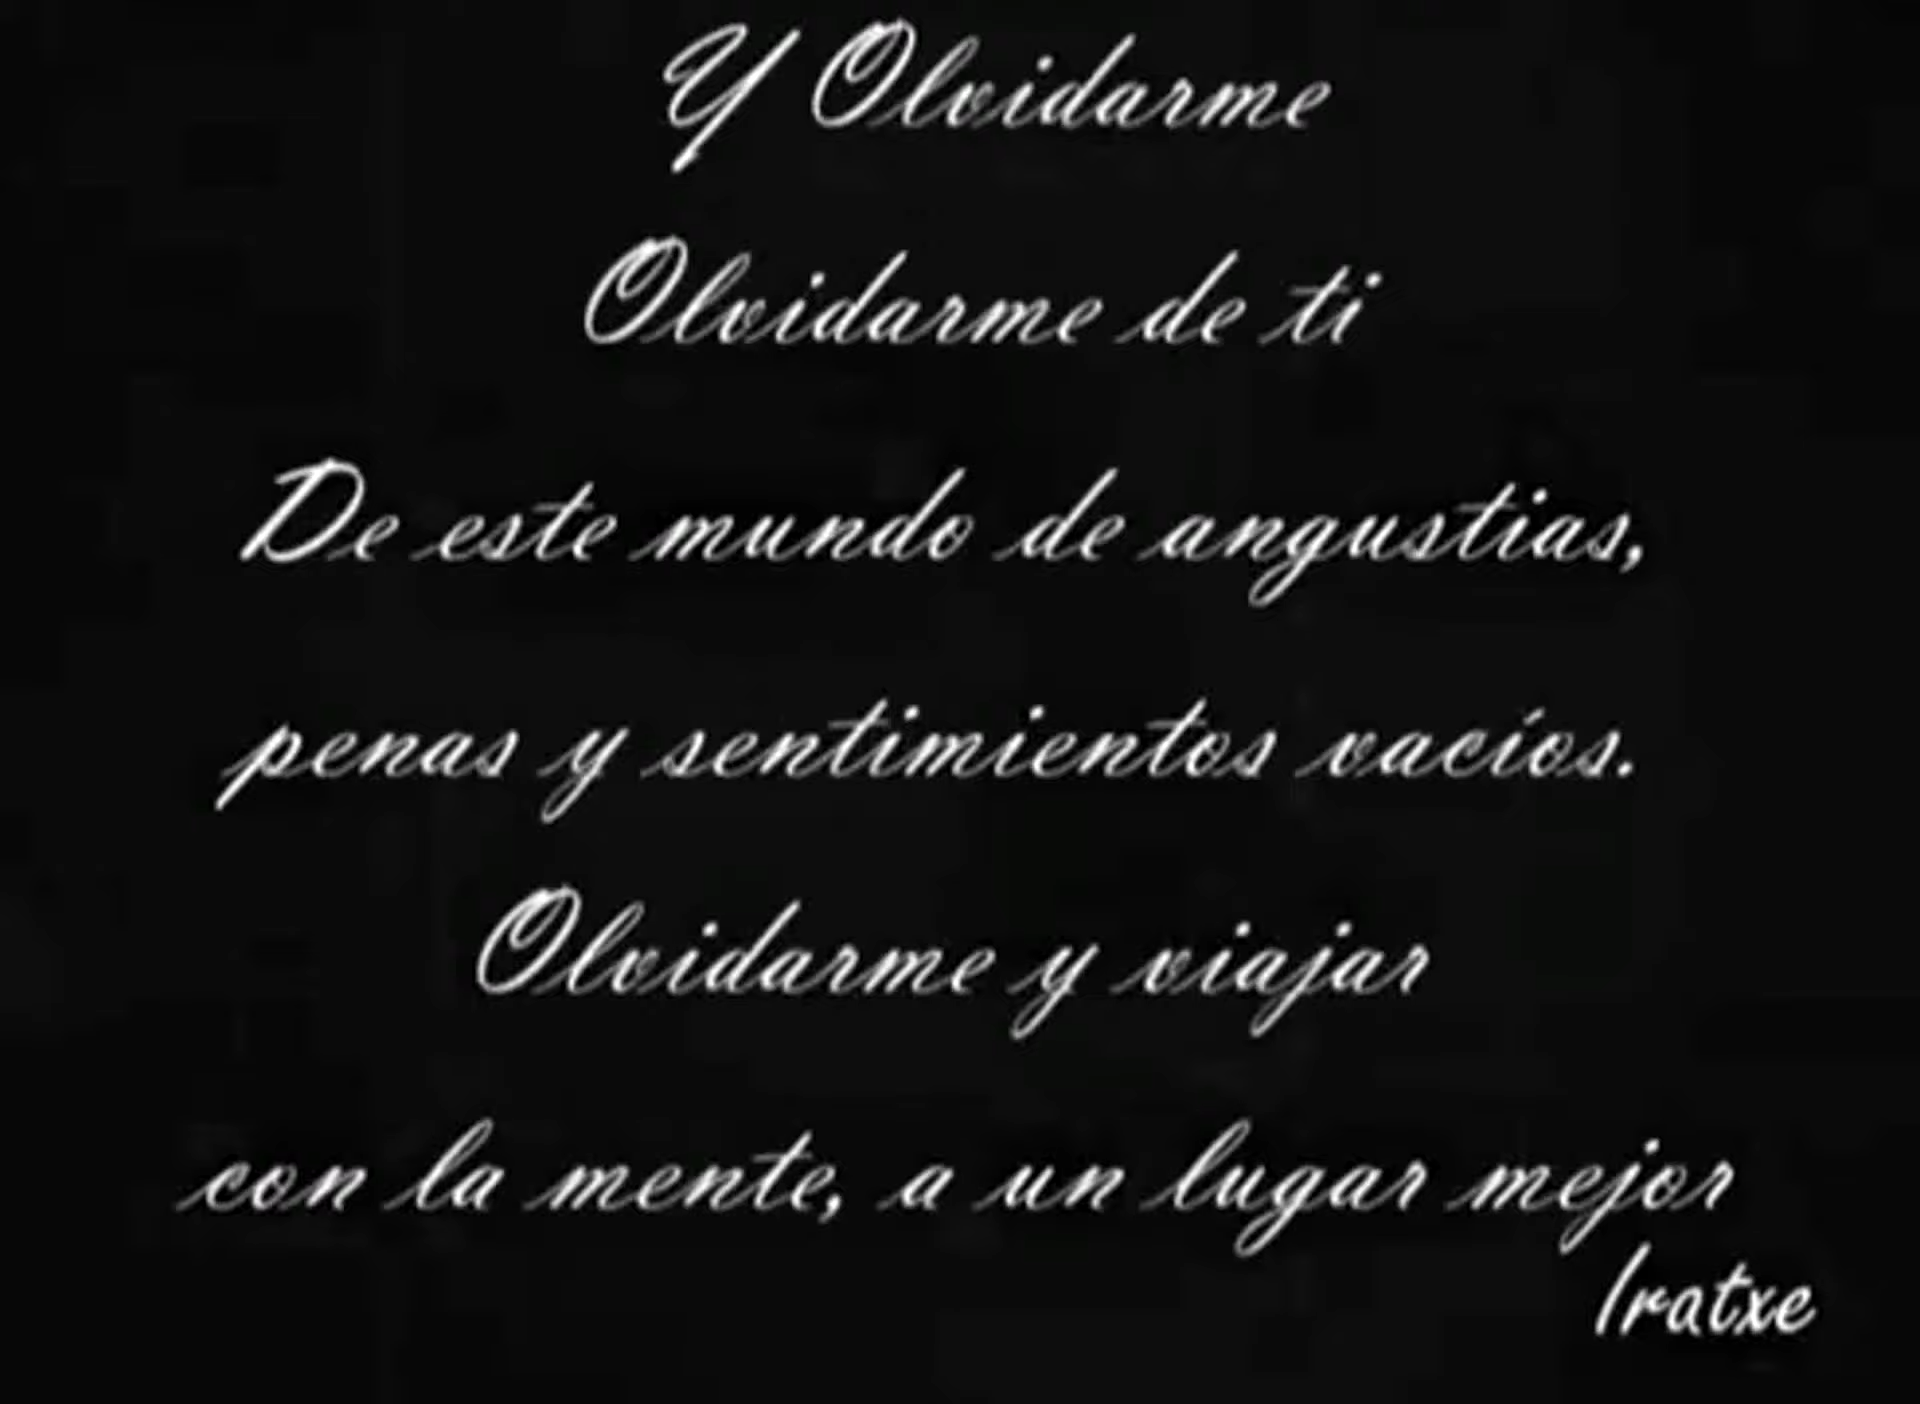 Y Olvidarme
Olvidarme de ti
De este mundo de angustias,
penas y sentimientos vacíos.
Olvidarme y viajar
con la mente, a un lugar mejor
Iratxe